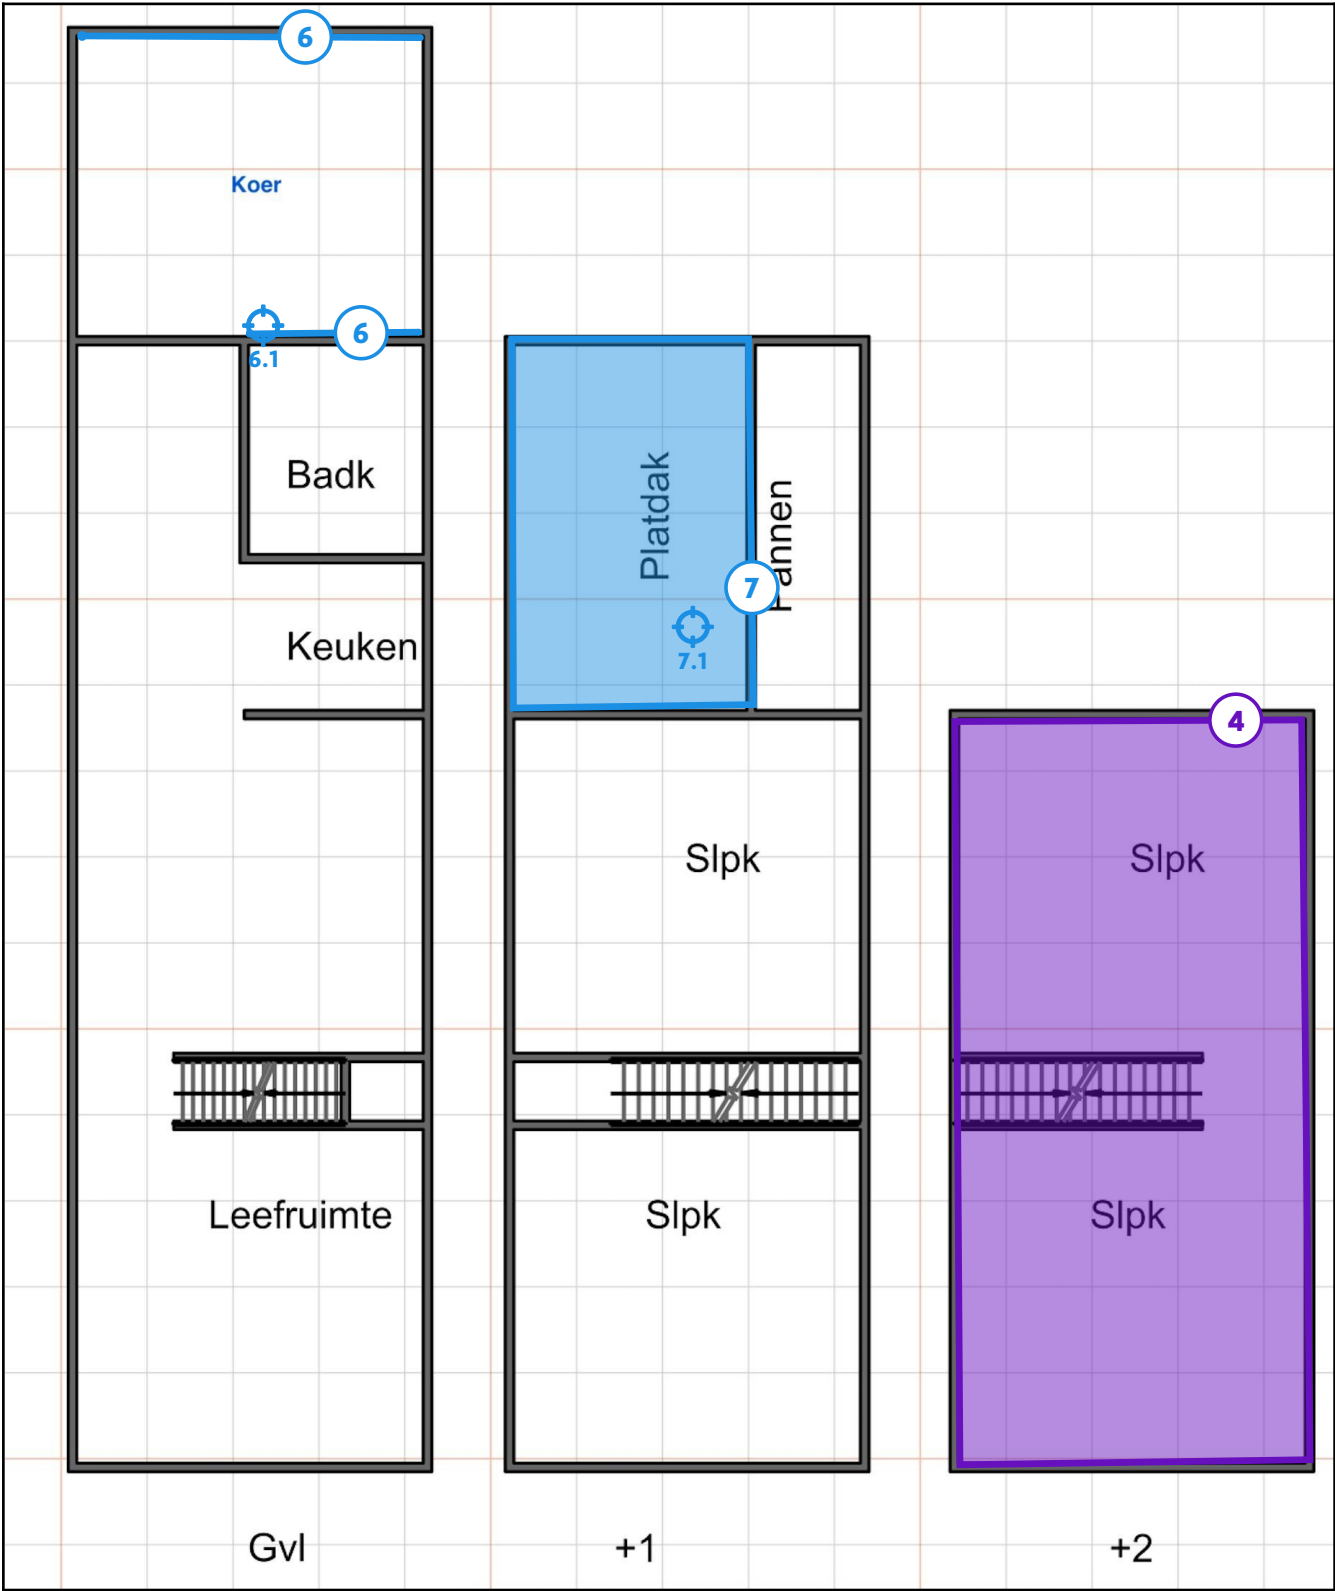 6
Koer
6
6.1
Badk
Platdak
Pannen
7
7.1
Keuken
4
Slpk
Slpk
Leefruimte
Slpk
Slpk
Gvl
+1
+2